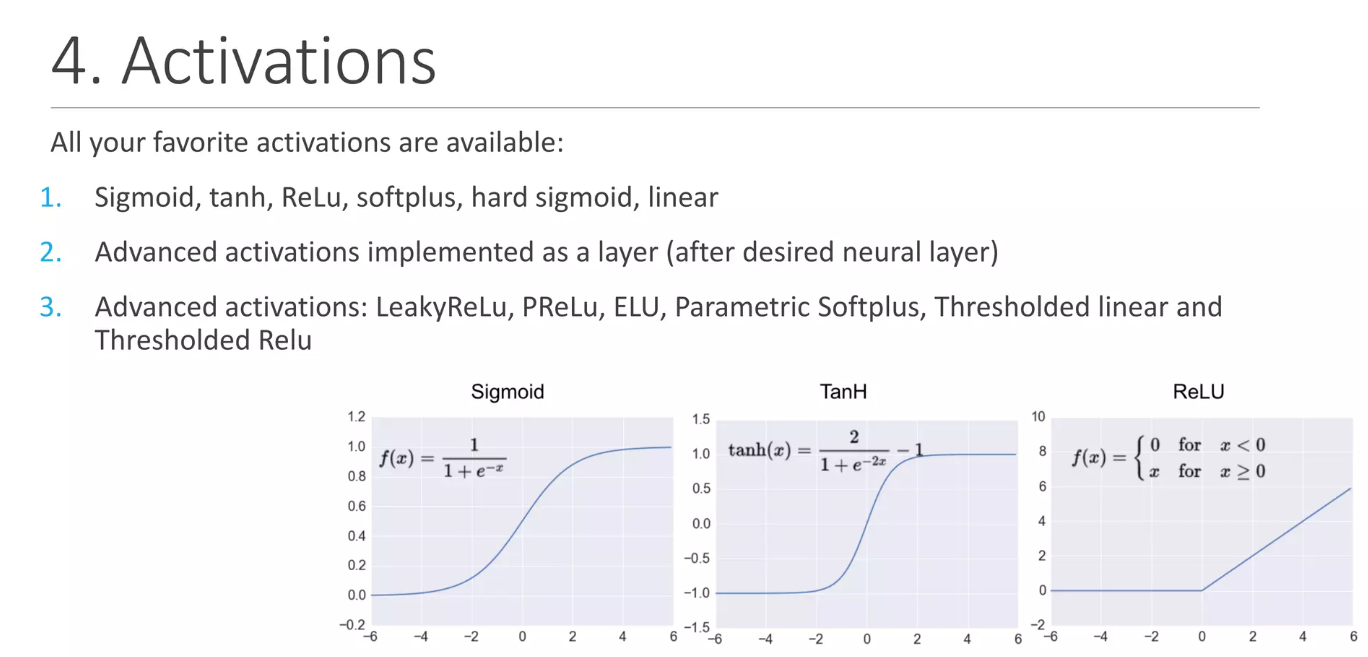 4. Activations
All your favorite activations are available:
1. Sigmoid, tanh, ReLu, softplus, hard sigmoid, linear
2. Advanced activations implemented as a layer (after desired neural layer)
3. Advanced activations: LeakyReLu, PReLu, ELU, Parametric Softplus, Thresholded linear and
Thresholded Relu
Sigmoid
1.2
1.0
0.8
0.6
0.4
0.2
0.0
−0.2
f(x) = 1 / (1 + e^{−x})
−6 −4 −2 0 2 4 6
TanH
1.5
1.0
0.5
0.0
−0.5
−1.0
−1.5
tanh(x) = 2 / (1 + e^{−2x}) − 1
−6 −4 −2 0 2 4 6
ReLU
10
8
6
4
2
0
−2
f(x) = { 0 for x < 0
x for x ≥ 0
−6 −4 −2 0 2 4 6